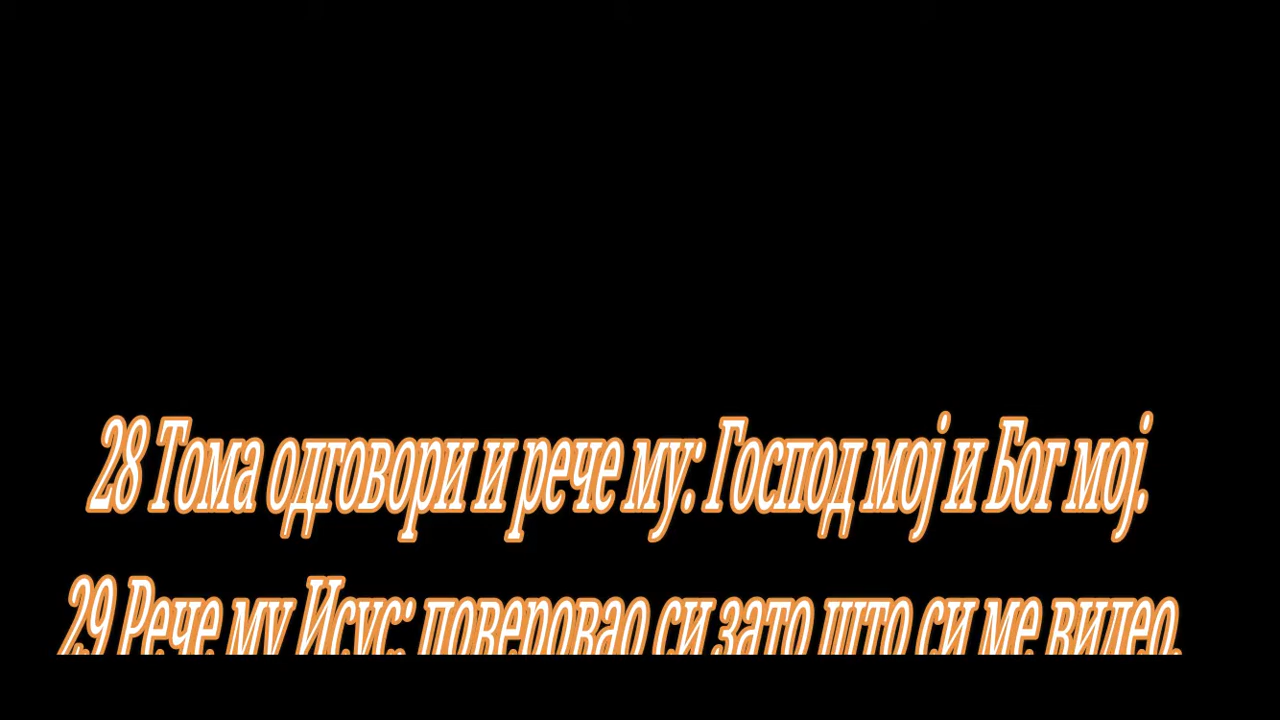 28 Тома одговори и рече му: Господ мој и Бог мој.
29 Рече му Исус: поверовао си зато што си ме видео.